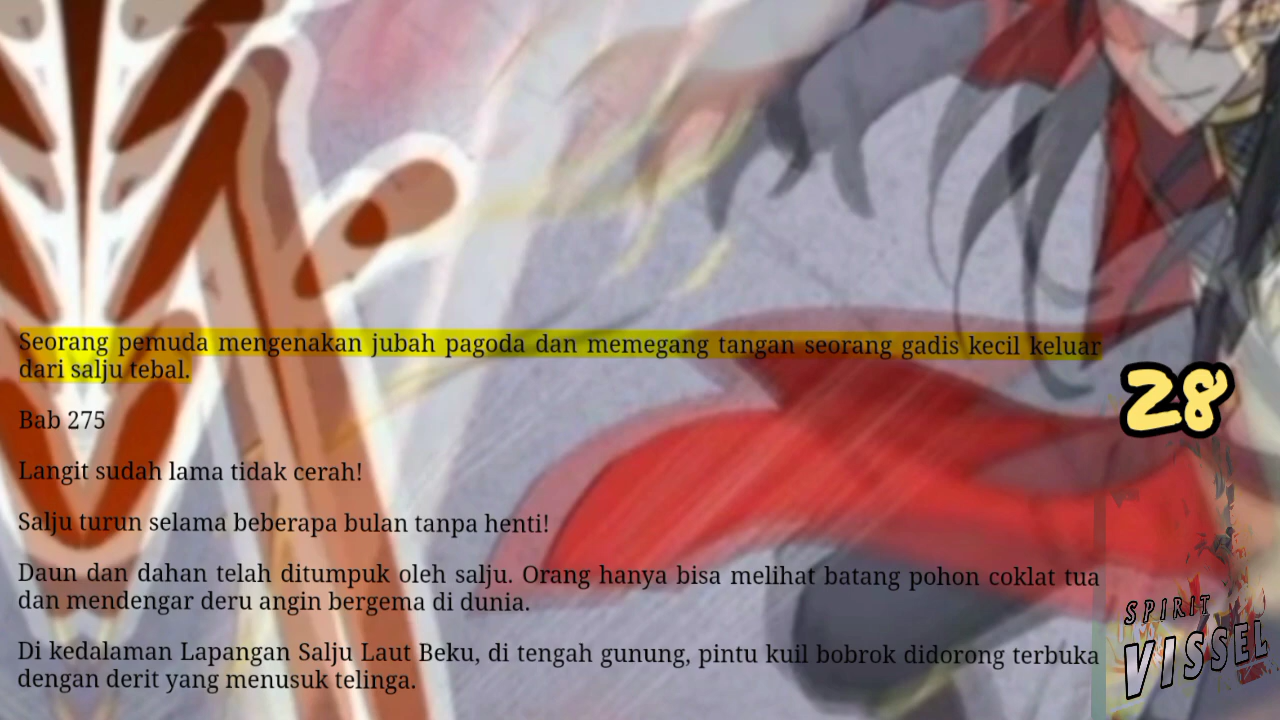 Seorang pemuda mengenakan jubah pagoda dan memegang tangan seorang gadis kecil keluar
dari salju tebal.
Bab 275
Langit sudah lama tidak cerah!
Salju turun selama beberapa bulan tanpa henti!
Daun dan dahan telah ditumpuk oleh salju. Orang hanya bisa melihat batang pohon coklat tua
dan mendengar deru angin bergema di dunia.
Di kedalaman Lapangan Salju Laut Beku, di tengah gunung, pintu kuil bobrok didorong terbuka
dengan derit yang menusuk telinga.
28
SPIRIT
VISSEL